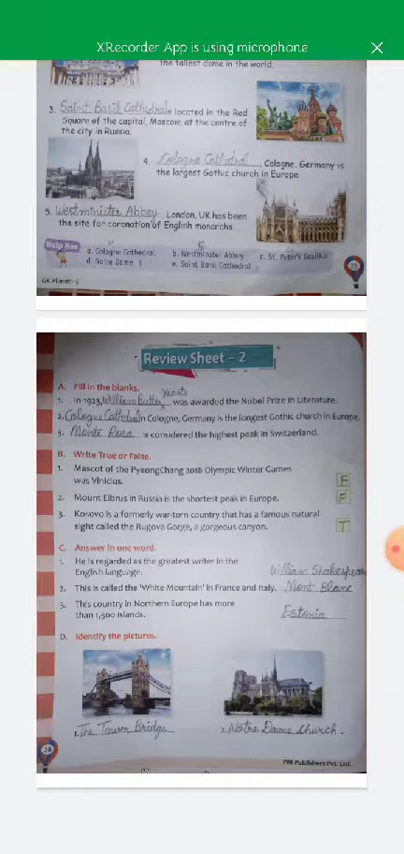 XRecorder App is using microphone
The tallest dome in the world.
3. Saint Basil Cathedral is located in the Red
Square of the capital, Moscow, at the centre of
the city in Russia.
4. Cologne Cathedral, Cologne, Germany is
the largest Gothic church in Europe
5. Westminister Abbey, London, UK has been
the site for coronation of English monarchs
Help Box
a. Cologne Cathedral b. Westminster Abbey c. St. Peter's Basilica
d. Notre Dame e. Saint Basil Cathedral
GK Planet-5
Review Sheet - 2
A. Fill in the blanks.
1. In 1923, William Butler Yeats was awarded the Nobel Prize in Literature.
2. Cologne Cathedral in Cologne, Germany is the longest Gothic church in Europe.
3. Monte Rosa is considered the highest peak in Switzerland.
B. Write True or False.
1. Mascot of the PyeongChang 2018 Olympic Winter Games
was Vinicius. F
2. Mount Elbrus in Russia is the shortest peak in Europe. F
3. Kosovo is a formerly war-torn country that has a famous natural
sight called the Rugova Gorge, a gorgeous canyon. T
C. Answer in one word.
1. He is regarded as the greatest writer in the
English language. William Shakespear
2. This is called the 'White Mountain' in France and Italy. Mont Blanc
3. This country in Northern Europe has more
than 1,500 islands. Estonia
D. Identify the pictures.
1. The Tower Bridge 2. Notre Dame Church.
PM Publishers Pvt. Ltd.